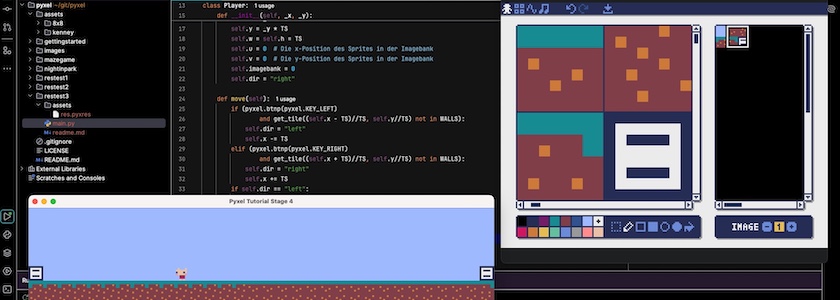 pyxel ~/git/pyxel
assets
8x8
kenney
gettingstarted
images
mazegame
nightinpark
restest1
restest2
restest3
assets
res.pyxres
main.py
readme.md
.gitignore
LICENSE
README.md
External Libraries
Scratches and Consoles
13 class Player: 1 usage
15 def __init__(self, _x, _y):
17 self.y = _y * TS
18 self.w = self.h = TS
19 self.u = 0 # Die x-Position des Sprites in der Imagebank
20 self.v = 0 # Die y-Position des Sprites in der Imagebank
21 self.imagebank = 0
22 self.dir = "right"
23
24 def move(self): 1 usage
25 if (pyxel.btnp(pyxel.KEY_LEFT)
26 and get_tile((self.x - TS)//TS, self.y//TS) not in WALLS):
27 self.dir = "left"
28 self.x -= TS
29 elif (pyxel.btnp(pyxel.KEY_RIGHT)
30 and get_tile((self.x + TS)//TS, self.y//TS) not in WALLS):
31 self.dir = "right"
32 self.x += TS
33 if self.dir == "left":
Pyxel Tutorial Stage 4
IMAGE 1